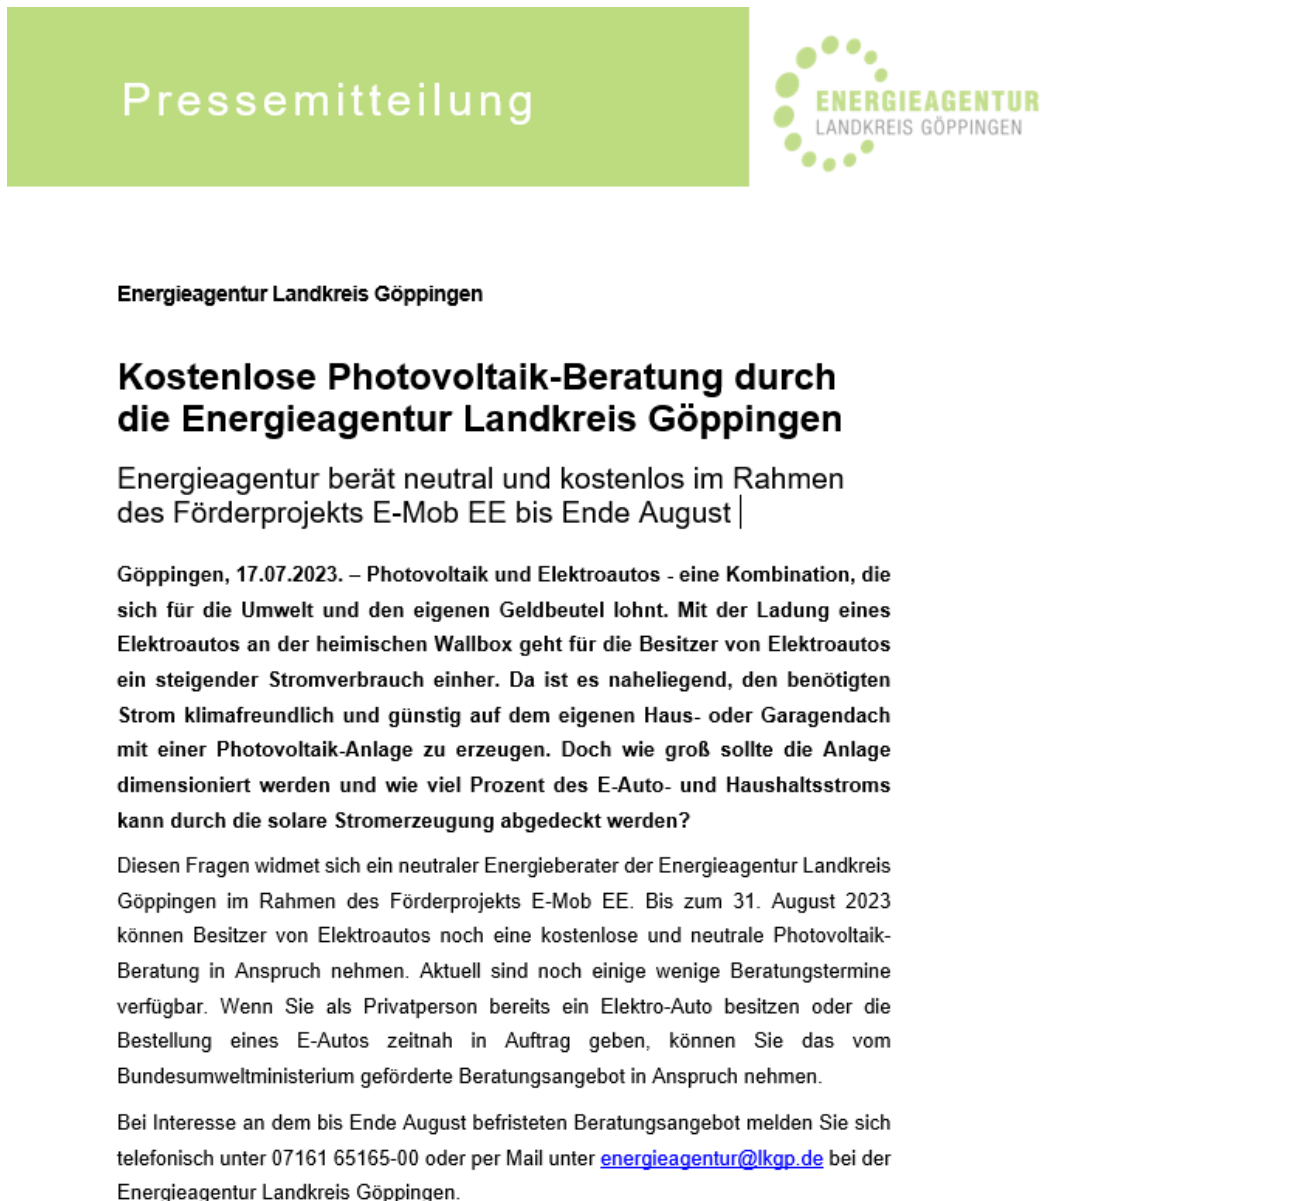 Pressemitteilung
ENERGIEAGENTUR
LANDKREIS GÖPPINGEN
Energieagentur Landkreis Göppingen
Kostenlose Photovoltaik-Beratung durch
die Energieagentur Landkreis Göppingen
Energieagentur berät neutral und kostenlos im Rahmen
des Förderprojekts E-Mob EE bis Ende August
Göppingen, 17.07.2023. – Photovoltaik und Elektroautos - eine Kombination, die
sich für die Umwelt und den eigenen Geldbeutel lohnt. Mit der Ladung eines
Elektroautos an der heimischen Wallbox geht für die Besitzer von Elektroautos
ein steigender Stromverbrauch einher. Da ist es naheliegend, den benötigten
Strom klimafreundlich und günstig auf dem eigenen Haus- oder Garagendach
mit einer Photovoltaik-Anlage zu erzeugen. Doch wie groß sollte die Anlage
dimensioniert werden und wie viel Prozent des E-Auto- und Haushaltsstroms
kann durch die solare Stromerzeugung abgedeckt werden?
Diesen Fragen widmet sich ein neutraler Energieberater der Energieagentur Landkreis
Göppingen im Rahmen des Förderprojekts E-Mob EE. Bis zum 31. August 2023
können Besitzer von Elektroautos noch eine kostenlose und neutrale Photovoltaik-
Beratung in Anspruch nehmen. Aktuell sind noch einige wenige Beratungstermine
verfügbar. Wenn Sie als Privatperson bereits ein Elektro-Auto besitzen oder die
Bestellung eines E-Autos zeitnah in Auftrag geben, können Sie das vom
Bundesumweltministerium geförderte Beratungsangebot in Anspruch nehmen.
Bei Interesse an dem bis Ende August befristeten Beratungsangebot melden Sie sich
telefonisch unter 07161 65165-00 oder per Mail unter energieagentur@lkgp.de bei der
Energieagentur Landkreis Göppingen.